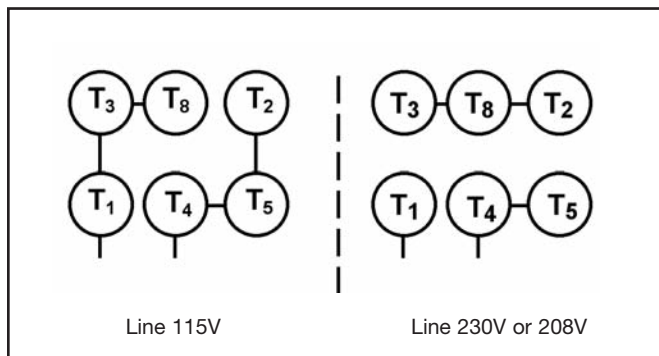 T3 T8 T2 T3 T8 T2
T1 T4 T5 T1 T4 T5
Line 115V Line 230V or 208V